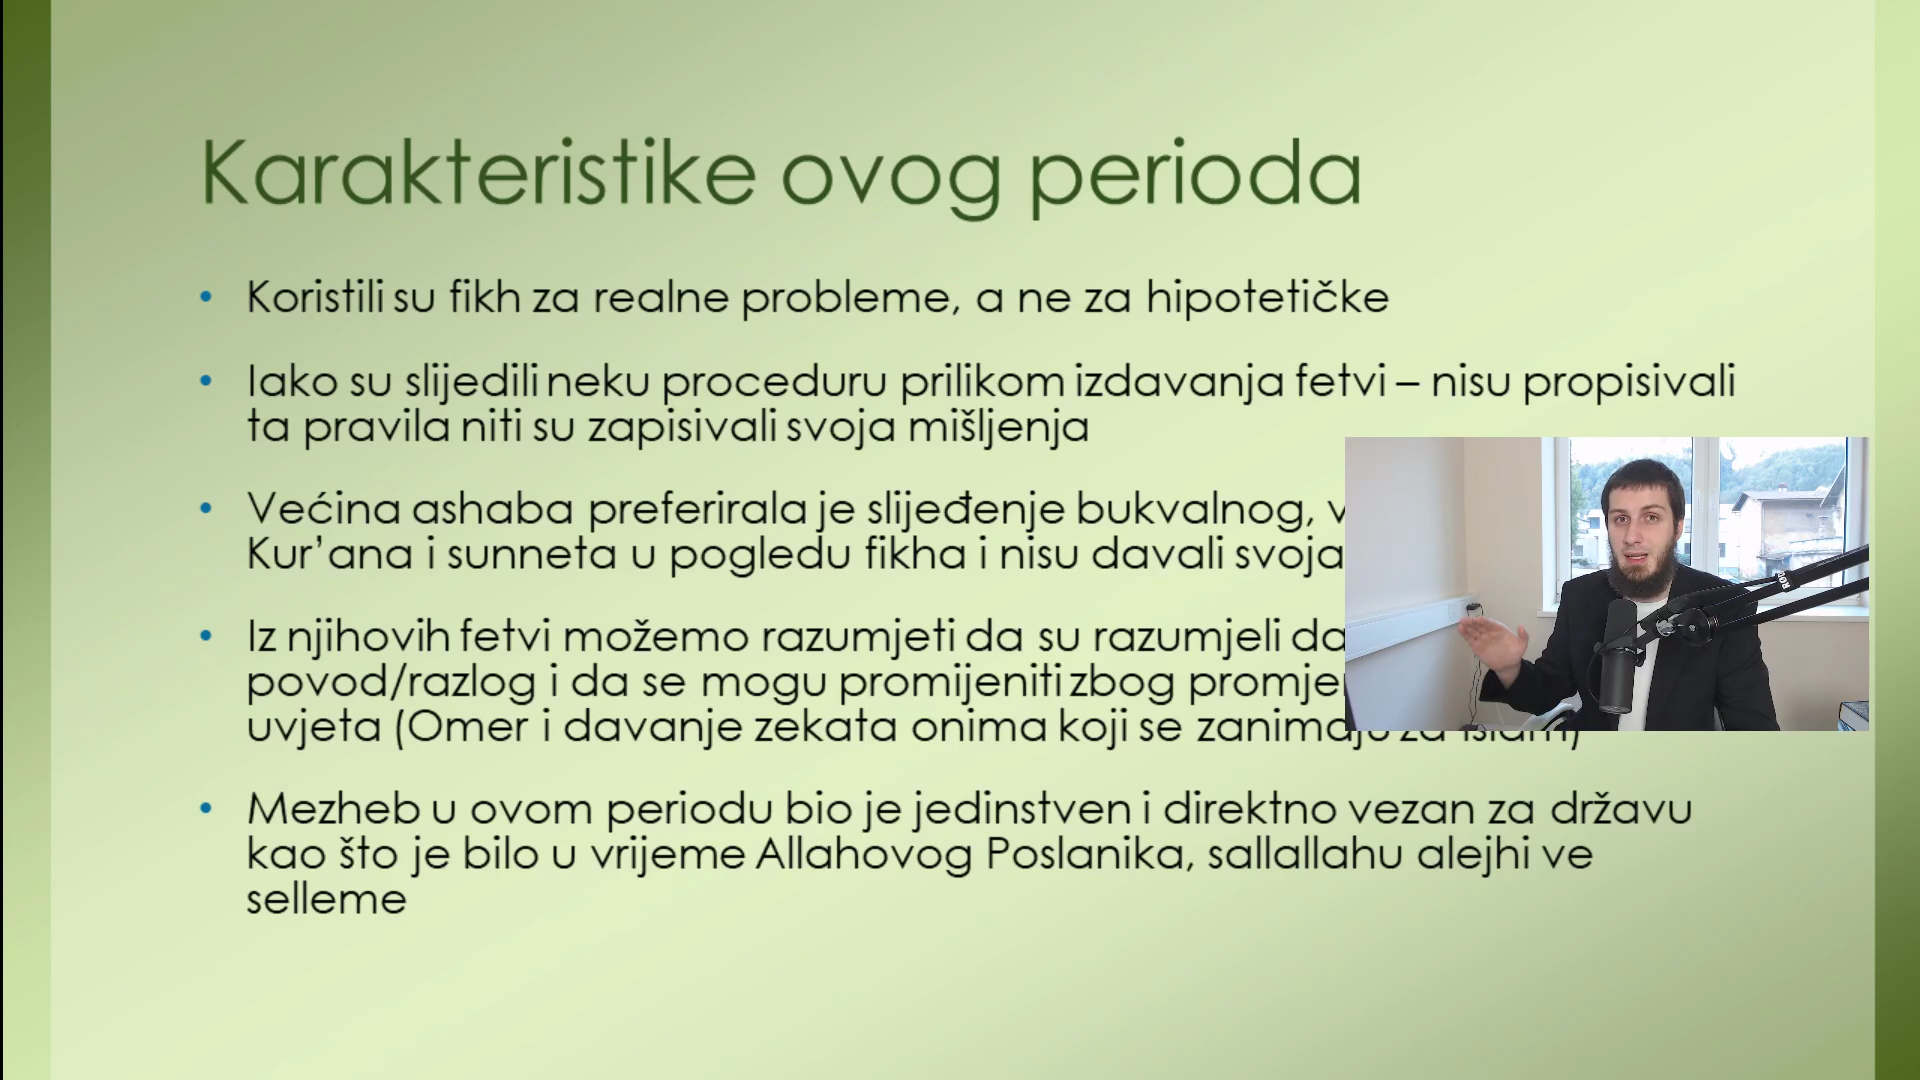 Karakteristike ovog perioda
• Koristili su fikh za realne probleme, a ne za hipotetičke
• Iako su slijedili neku proceduru prilikom izdavanja fetvi – nisu propisivali
ta pravila niti su zapisivali svoja mišljenja
• Većina ashaba preferirala je slijeđenje bukvalnog,
Kur’ana i sunneta u pogledu fikha i nisu davali svoja
• Iz njihovih fetvi možemo razumjeti da su razumjeli da
povod/razlog i da se mogu promijeniti zbog
uvjeta (Omer i davanje zekata onima koji se zanimaju za islam)
• Mezheb u ovom periodu bio je jedinstven i direktno vezan za državu
kao što je bilo u vrijeme Allahovog Poslanika, sallallahu alejhi ve
selleme